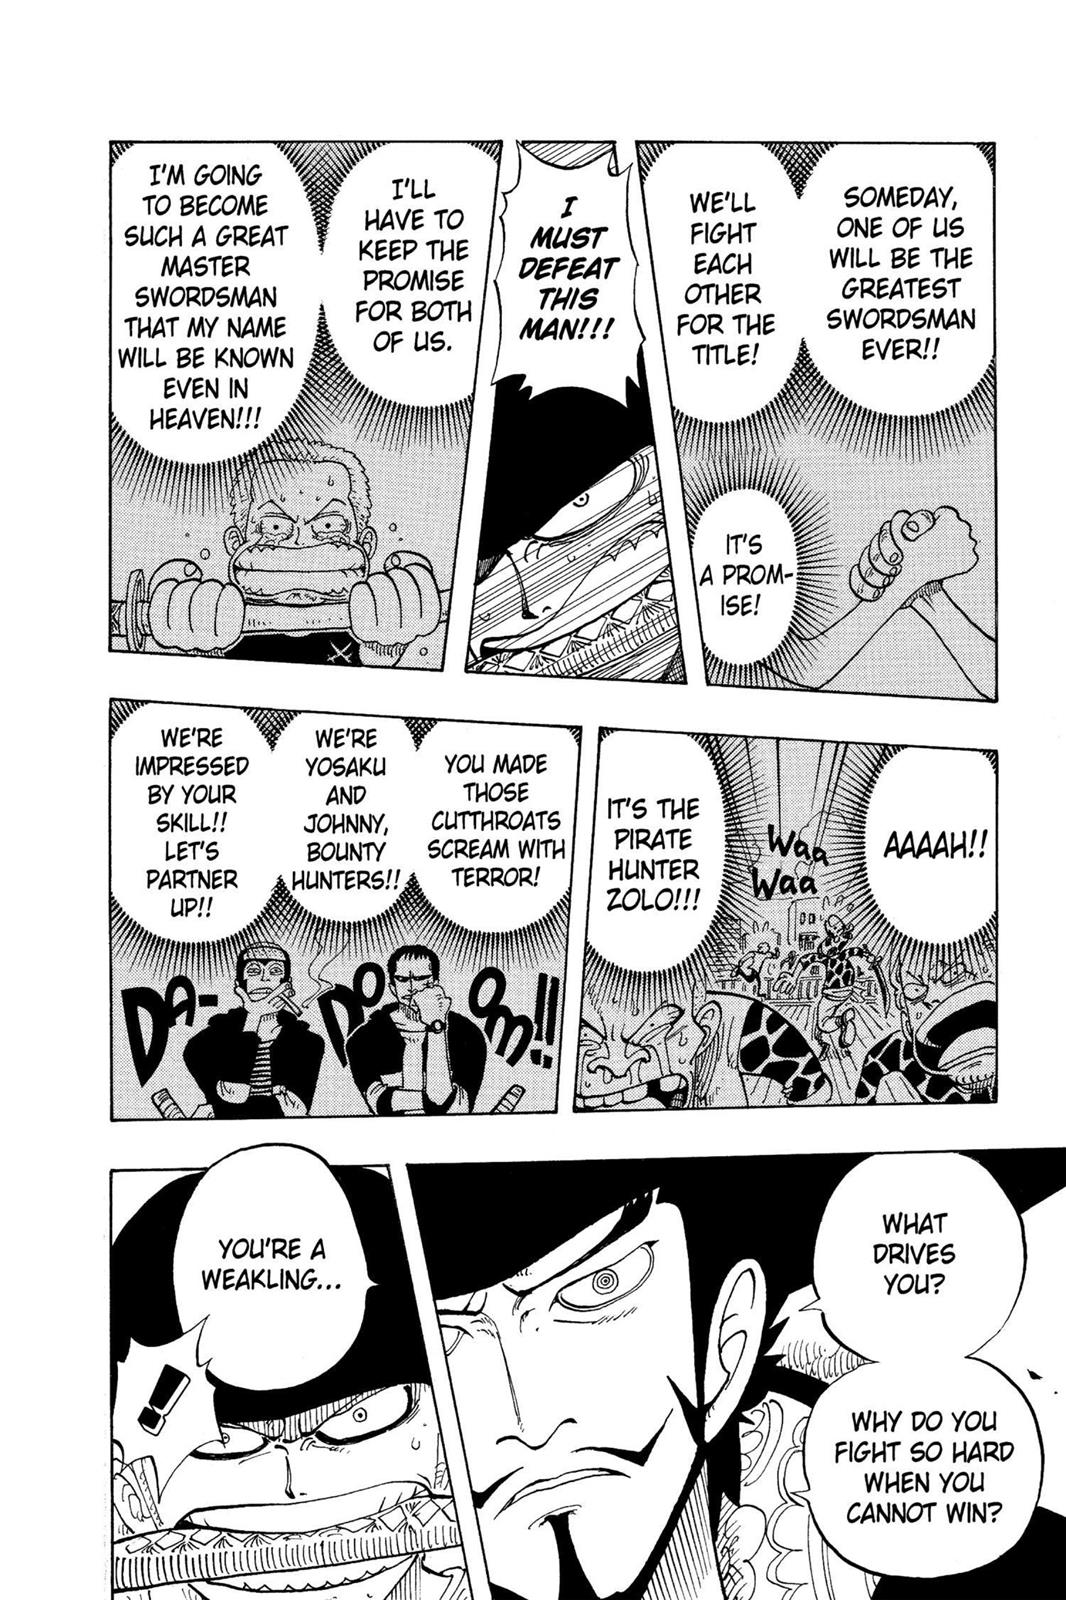 SOMEDAY,
ONE OF US
WILL BE THE
GREATEST
SWORDSMAN
EVER!!
WE'LL
FIGHT
EACH
OTHER
FOR THE
TITLE!
IT'S
A PROM-
ISE!
I
MUST
DEFEAT
THIS
MAN!!!
I'LL
HAVE TO
KEEP THE
PROMISE
FOR BOTH
OF US.
I'M GOING
TO BECOME
SUCH A GREAT
MASTER
SWORDSMAN
THAT MY NAME
WILL BE KNOWN
EVEN IN
HEAVEN!!!
AAAAH!!
Waa
Waa
IT'S THE
PIRATE
HUNTER
ZOLO!!!
YOU MADE
THOSE
CUTTHROATS
SCREAM WITH
TERROR!
WE'RE
YOSAKU
AND
JOHNNY,
BOUNTY
HUNTERS!!
WE'RE
IMPRESSED
BY YOUR
SKILL!!
LET'S
PARTNER
UP!!
DA-DOOM!!
WHAT
DRIVES
YOU?
WHY DO YOU
FIGHT SO HARD
WHEN YOU
CANNOT WIN?
YOU'RE A
WEAKLING...
!!